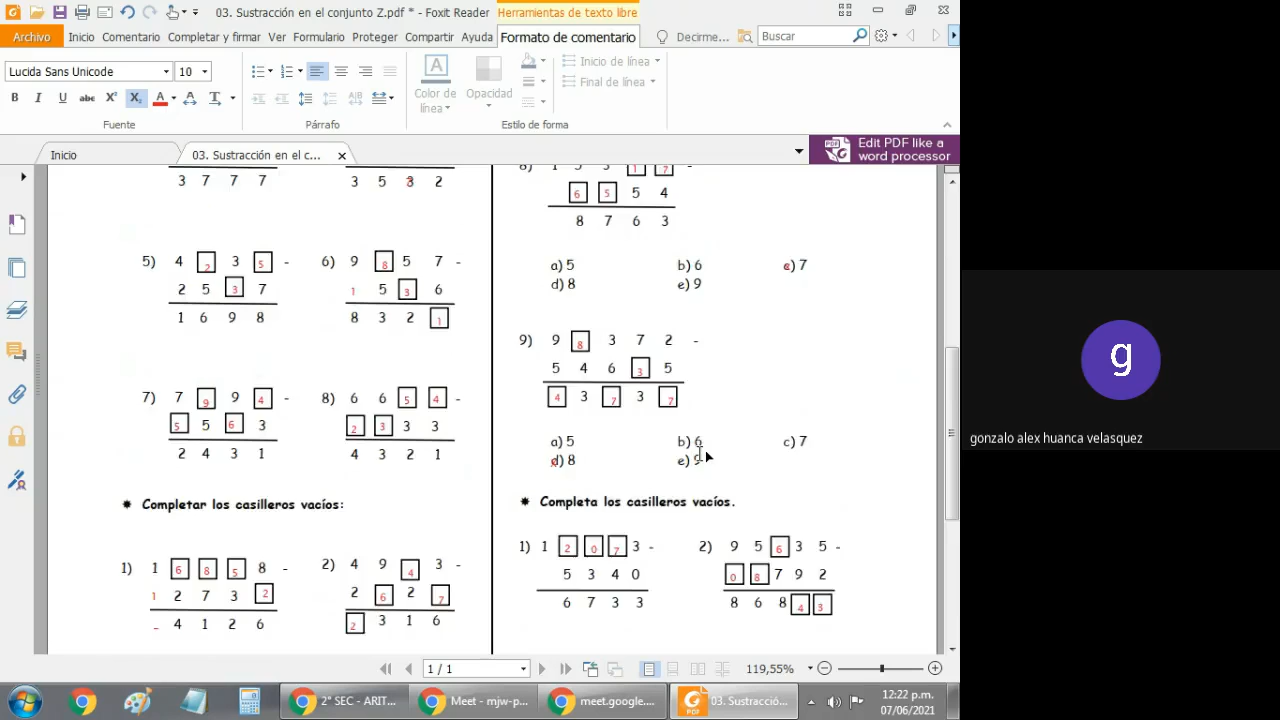 03. Sustracción en el conjunto Z.pdf * - Foxit Reader
Herramientas de texto libre
Archivo Inicio Comentario Completar y firmar Ver Formulario Proteger Compartir Ayuda Formato de comentario Decirme... Buscar
Lucida Sans Unicode 10
Color de línea
Opacidad
Inicio de línea
Final de línea
B I U abc X² X₂ A A T
Fuente Párrafo Estilo de forma
Inicio 03. Sustracción en el c...
Edit PDF like a word processor
3 7 7 7
3 5 3 2
5) 4 2 3 5 -
2 5 3 7
1 6 9 8
6) 9 8 5 7 -
1 5 3 6
8 3 2 1
7) 7 9 9 4 -
5 5 6 3
2 4 3 1
8) 6 6 5 4 -
2 3 3 3
4 3 2 1
✷ Completar los casilleros vacíos:
1) 1 6 8 5 8 -
1 2 7 3 2
- 4 1 2 6
2) 4 9 4 3 -
2 6 2 7
2 3 1 6
8) 1 5 3 1 7 -
6 5 5 4
8 7 6 3
a) 5 b) 6 c) 7
d) 8 e) 9
9) 9 8 3 7 2 -
5 4 6 3 5
4 3 7 3 7
a) 5 b) 6 c) 7
d) 8 e) 9
✷ Completa los casilleros vacíos.
1) 1 2 0 7 3 -
5 3 4 0
6 7 3 3
2) 9 5 6 3 5 -
0 8 7 9 2
8 6 8 4 3
1 / 1
119,55%
g
gonzalo alex huanca velasquez
2° SEC - ARIT...
Meet - mjw-p...
meet.google....
03. Sustracció...
12:22 p.m.
07/06/2021